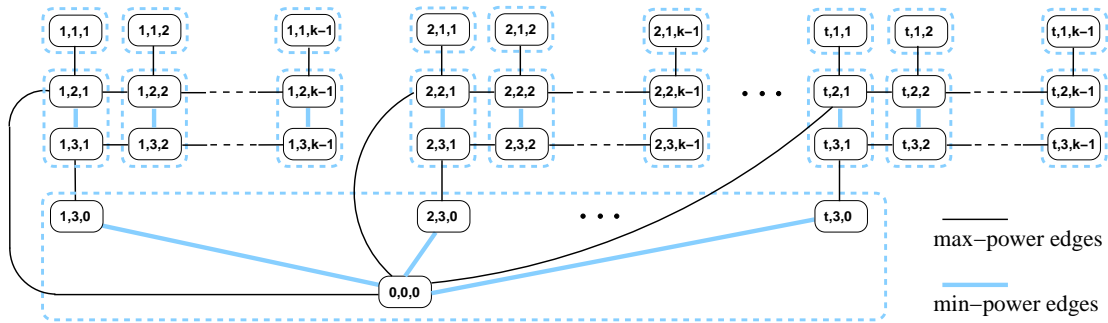 1,1,1 1,1,2 1,1,k−1 2,1,1 2,1,2 2,1,k−1 t,1,1 t,1,2 t,1,k−1
1,2,1 1,2,2 1,2,k−1 2,2,1 2,2,2 2,2,k−1 • • • t,2,1 t,2,2 t,2,k−1
1,3,1 1,3,2 1,3,k−1 2,3,1 2,3,2 2,3,k−1 t,3,1 t,3,2 t,3,k−1
1,3,0 2,3,0 • • • t,3,0
max−power edges
0,0,0
min−power edges